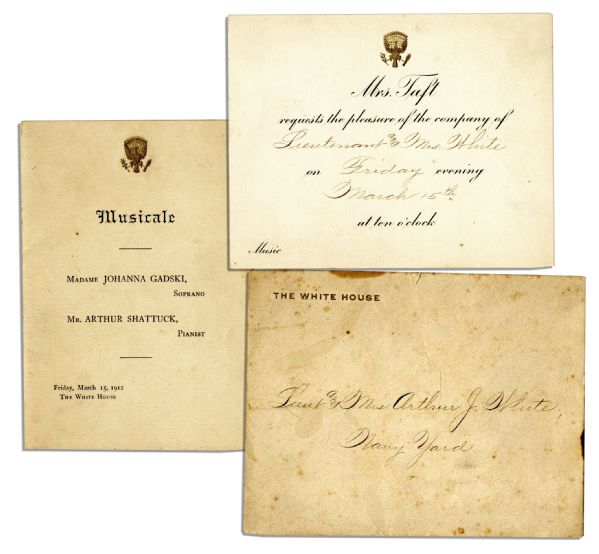 Mrs. Taft
requests the pleasure of the company of
Lieutenant & Mrs White
on Friday evening
March 15th
at ten o'clock
Music
Musicale
MADAME JOHANNA GADSKI,
SOPRANO
MR. ARTHUR SHATTUCK,
PIANIST
Friday, March 15, 1912
THE WHITE HOUSE
THE WHITE HOUSE
Lieut & Mrs Arthur J. White,
Navy Yard